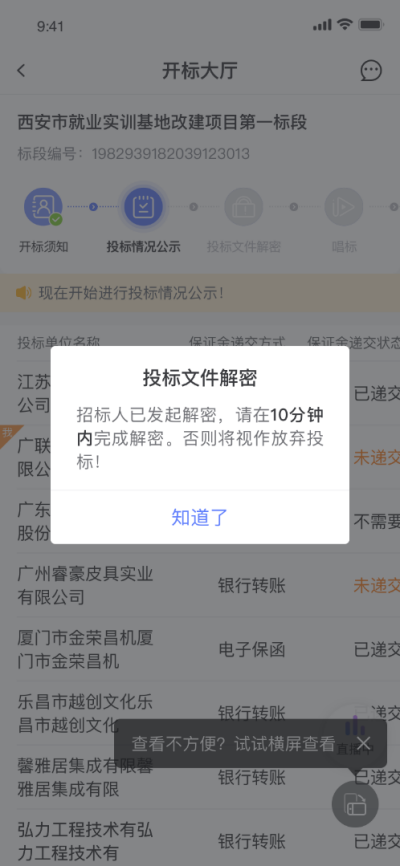 9:41
开标大厅
西安市就业实训基地改建项目第一标段
标段编号：1982939182039123013
开标须知
投标情况公示
投标文件解密
唱标
现在开始进行投标情况公示！
投标单位名称
保证金递交方式
保证金递交状态
江苏
公司
已递交
我
广联
限公
未递交
广东
股份
不需要
投标文件解密
招标人已发起解密，请在10分钟
内完成解密。否则将视作放弃投
标！
知道了
广州睿豪皮具实业
有限公司
银行转账
未递交
厦门市金荣昌机厦
门市金荣昌机
电子保函
已递交
乐昌市越创文化乐
昌市越创文化
银行转账
已递交
查看不方便？试试横屏查看
馨雅居集成有限馨
雅居集成有限
银行转账
已递交
弘力工程技术有弘
力工程技术有
银行转账
已递交